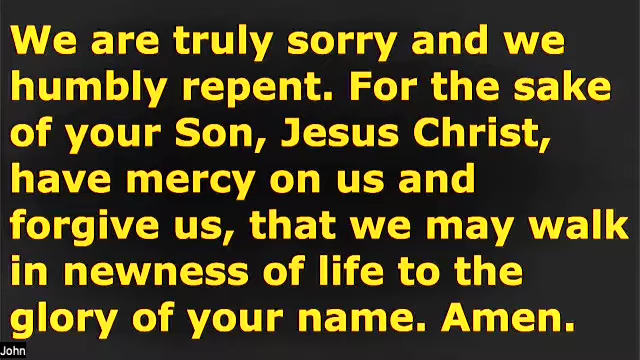 We are truly sorry and we
humbly repent. For the sake
of your Son, Jesus Christ,
have mercy on us and
forgive us, that we may walk
in newness of life to the
glory of your name. Amen.
John